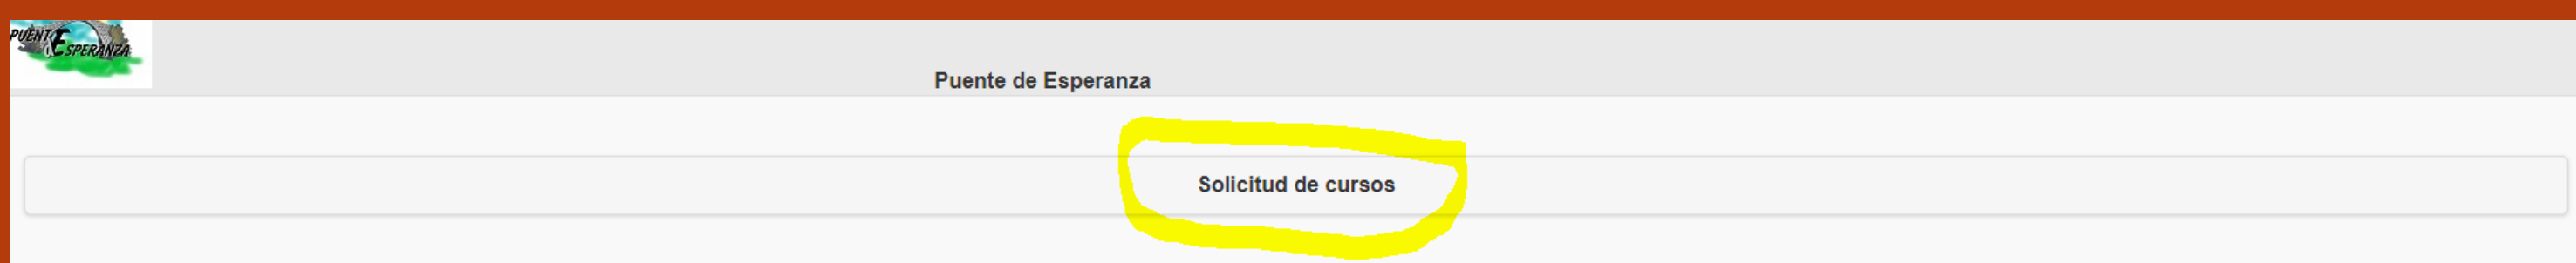 PUENTE ESPERANZA
Puente de Esperanza
Solicitud de cursos